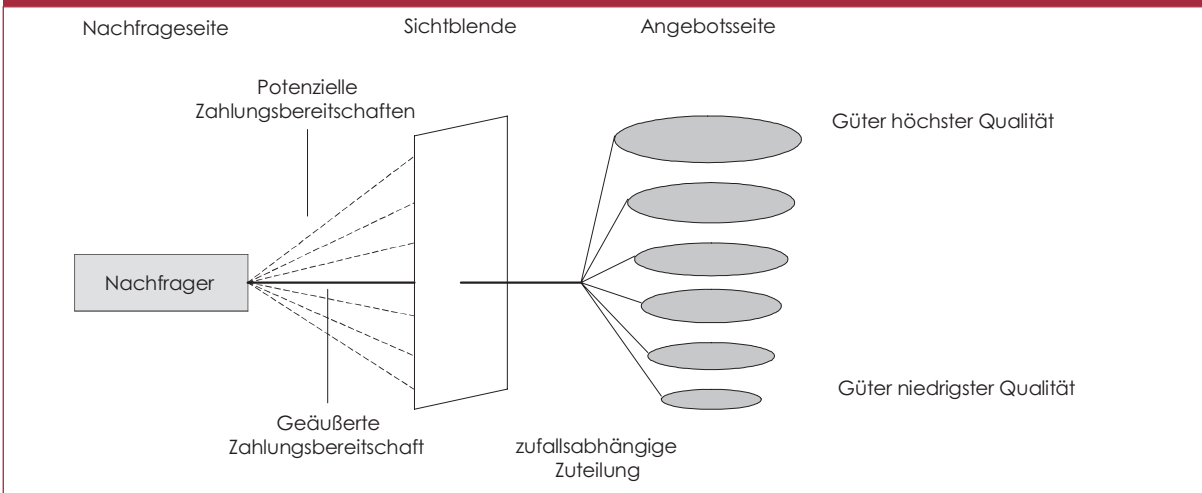 Nachfrageseite
Sichtblende
Angebotsseite
Potenzielle
Zahlungsbereitschaften
Güter höchster Qualität
Nachfrager
Güter niedrigster Qualität
Geäußerte
Zahlungsbereitschaft
zufallsabhängige
Zuteilung